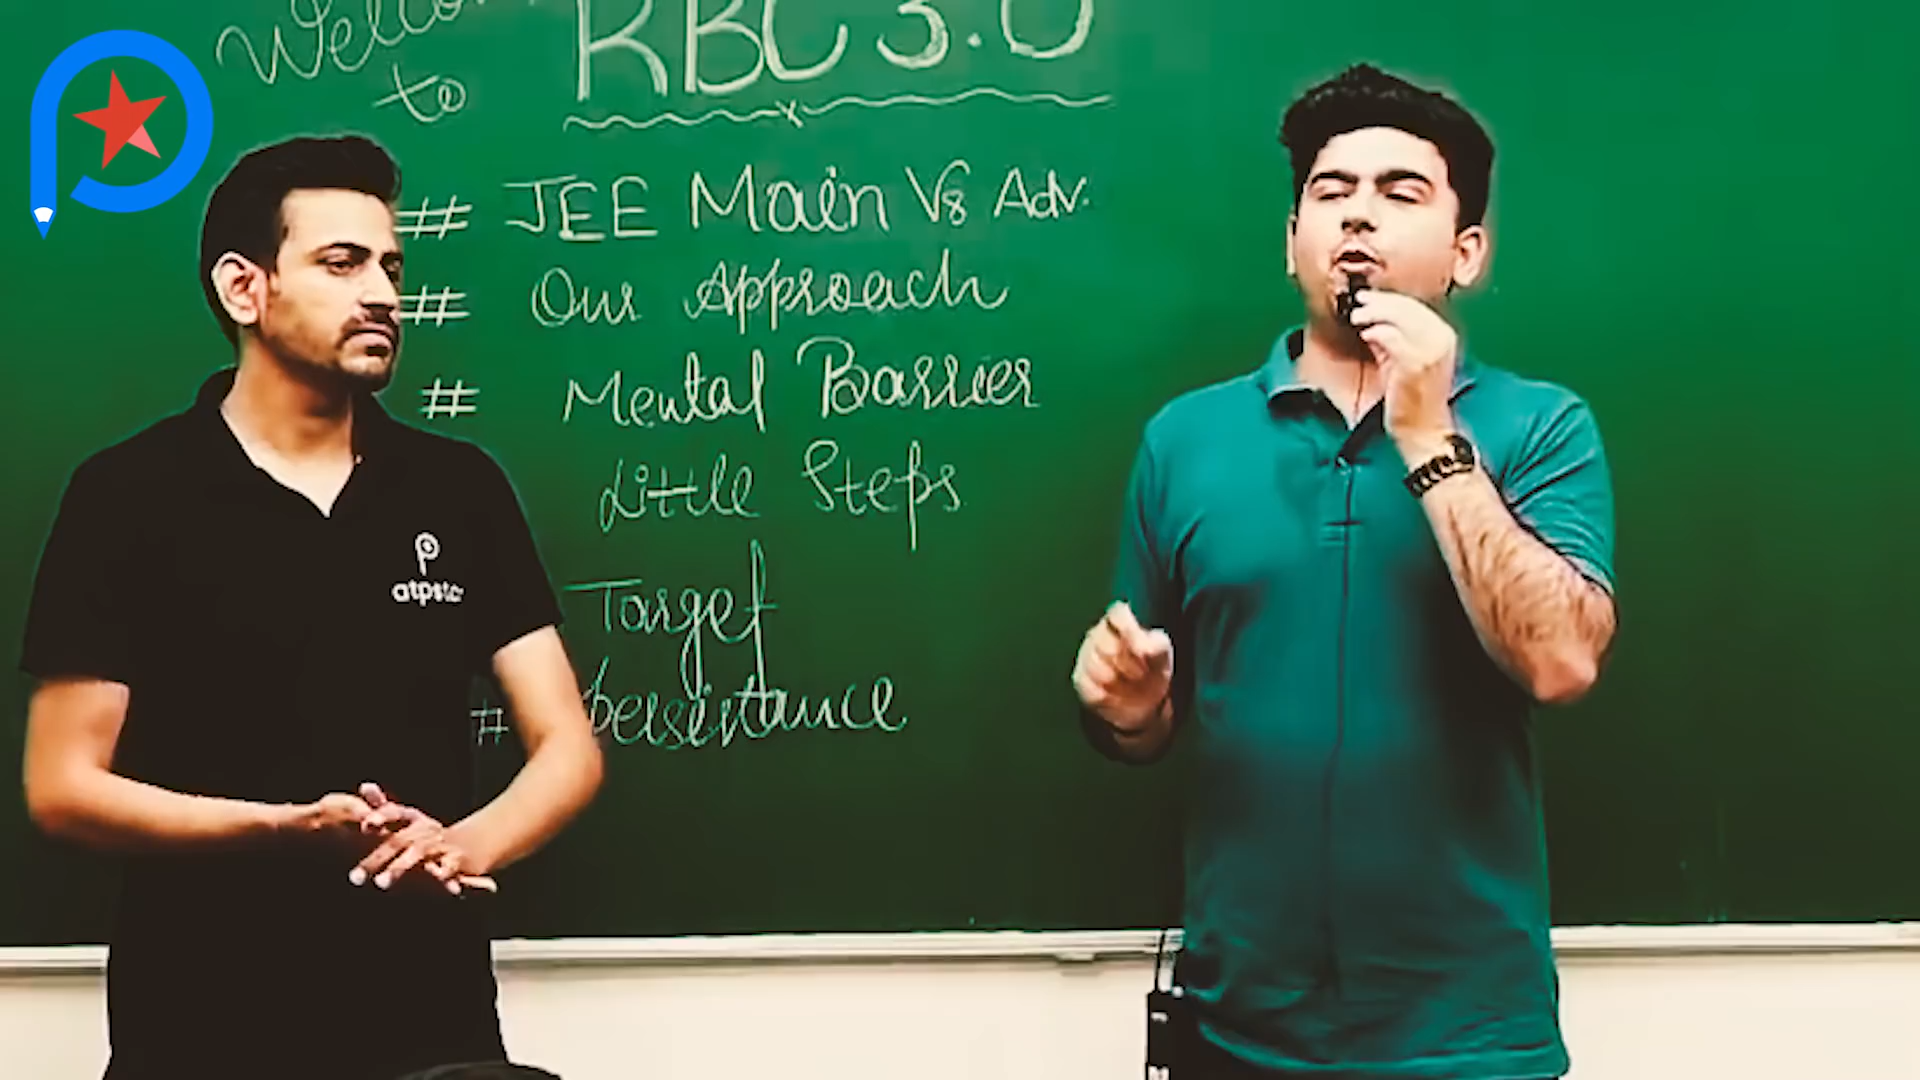 Welcome
to
RBC 3.0
# JEE Main Vs Adv.
# Our Approach
# Mental Barrier
Little Steps
Target
# Persistance
atpstar